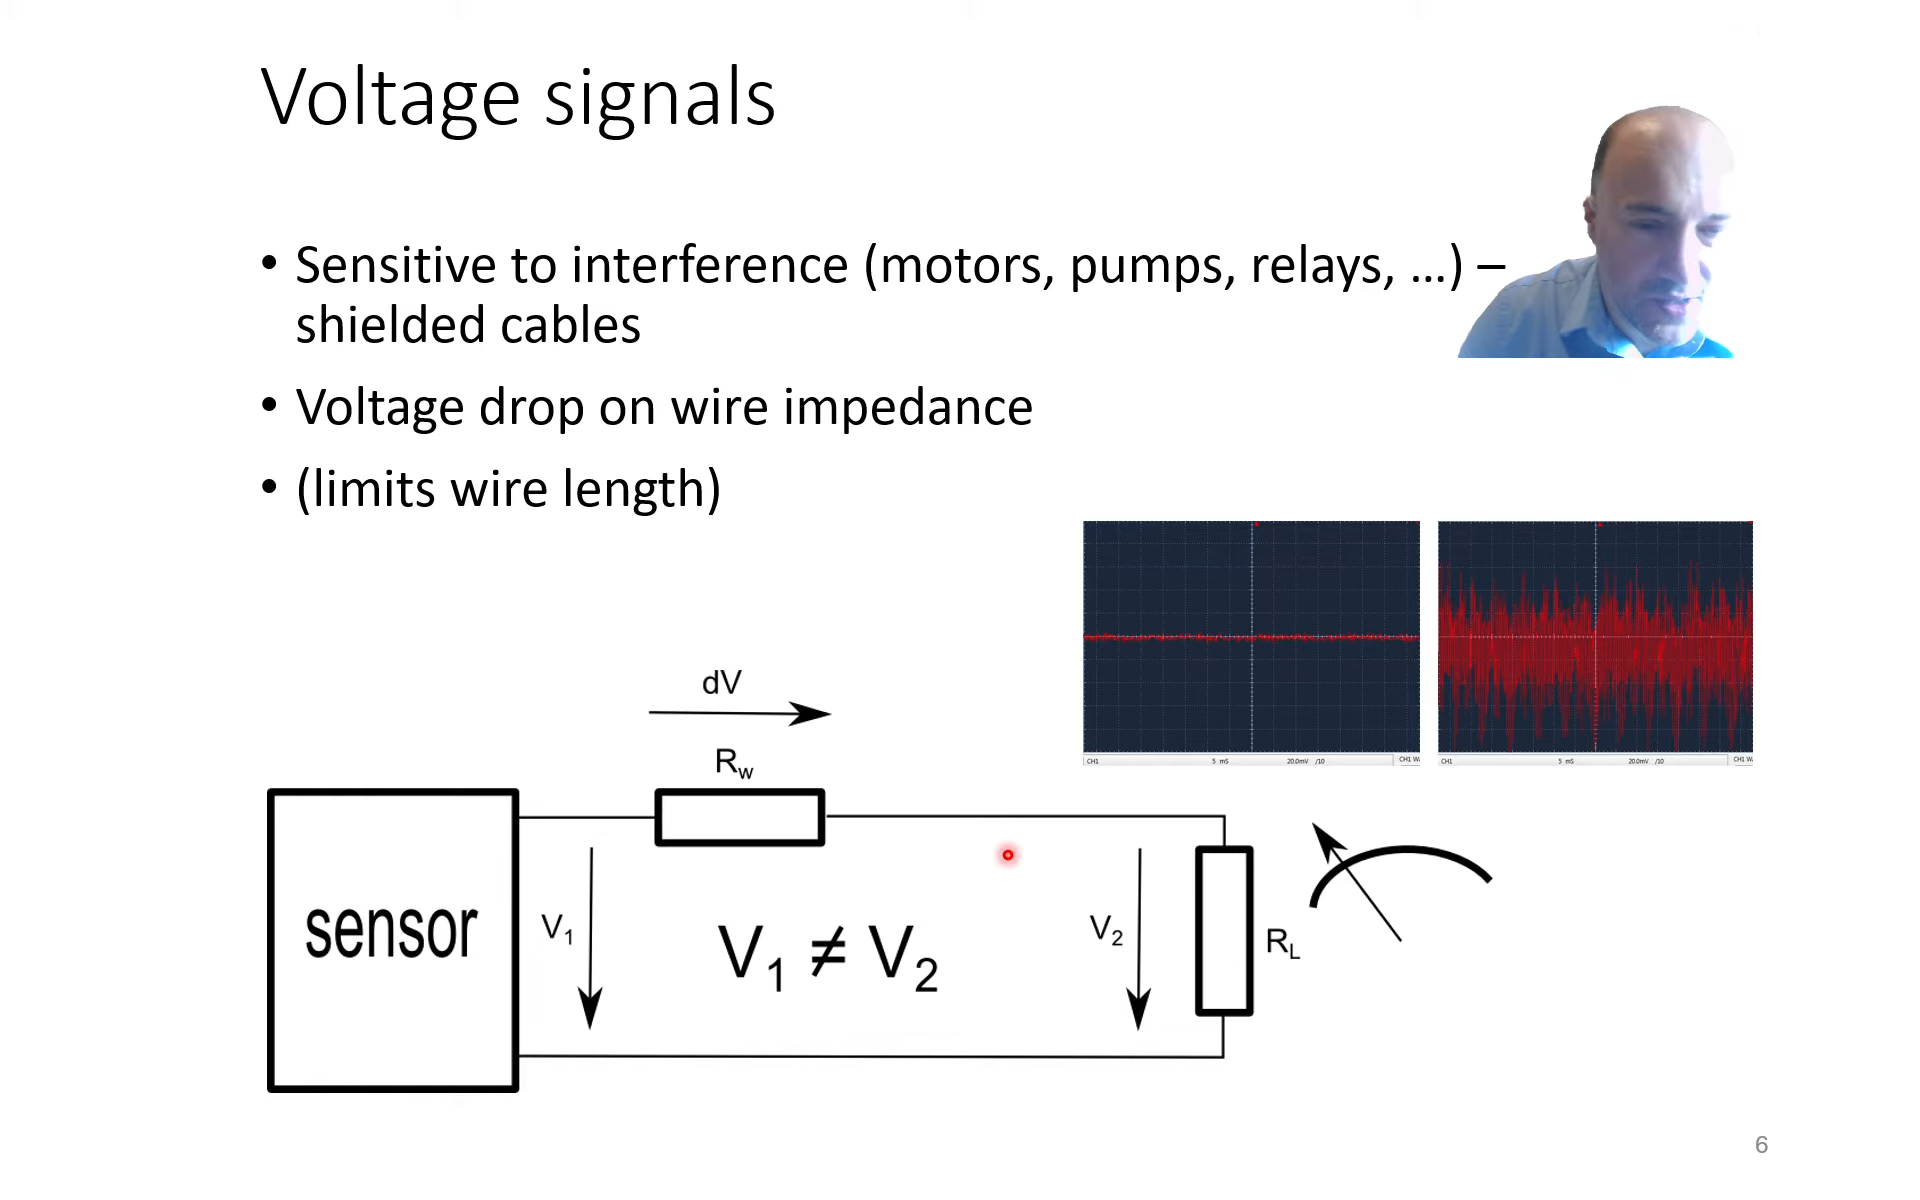 Voltage signals
• Sensitive to interference (motors, pumps, relays, …) –
shielded cables
• Voltage drop on wire impedance
• (limits wire length)
CH1 5 mS 20.0mV /10 CH1 W
CH1 5 mS 20.0mV /10 CH1 W
dV
Rw
sensor
V1
V1 ≠ V2
V2
RL
6